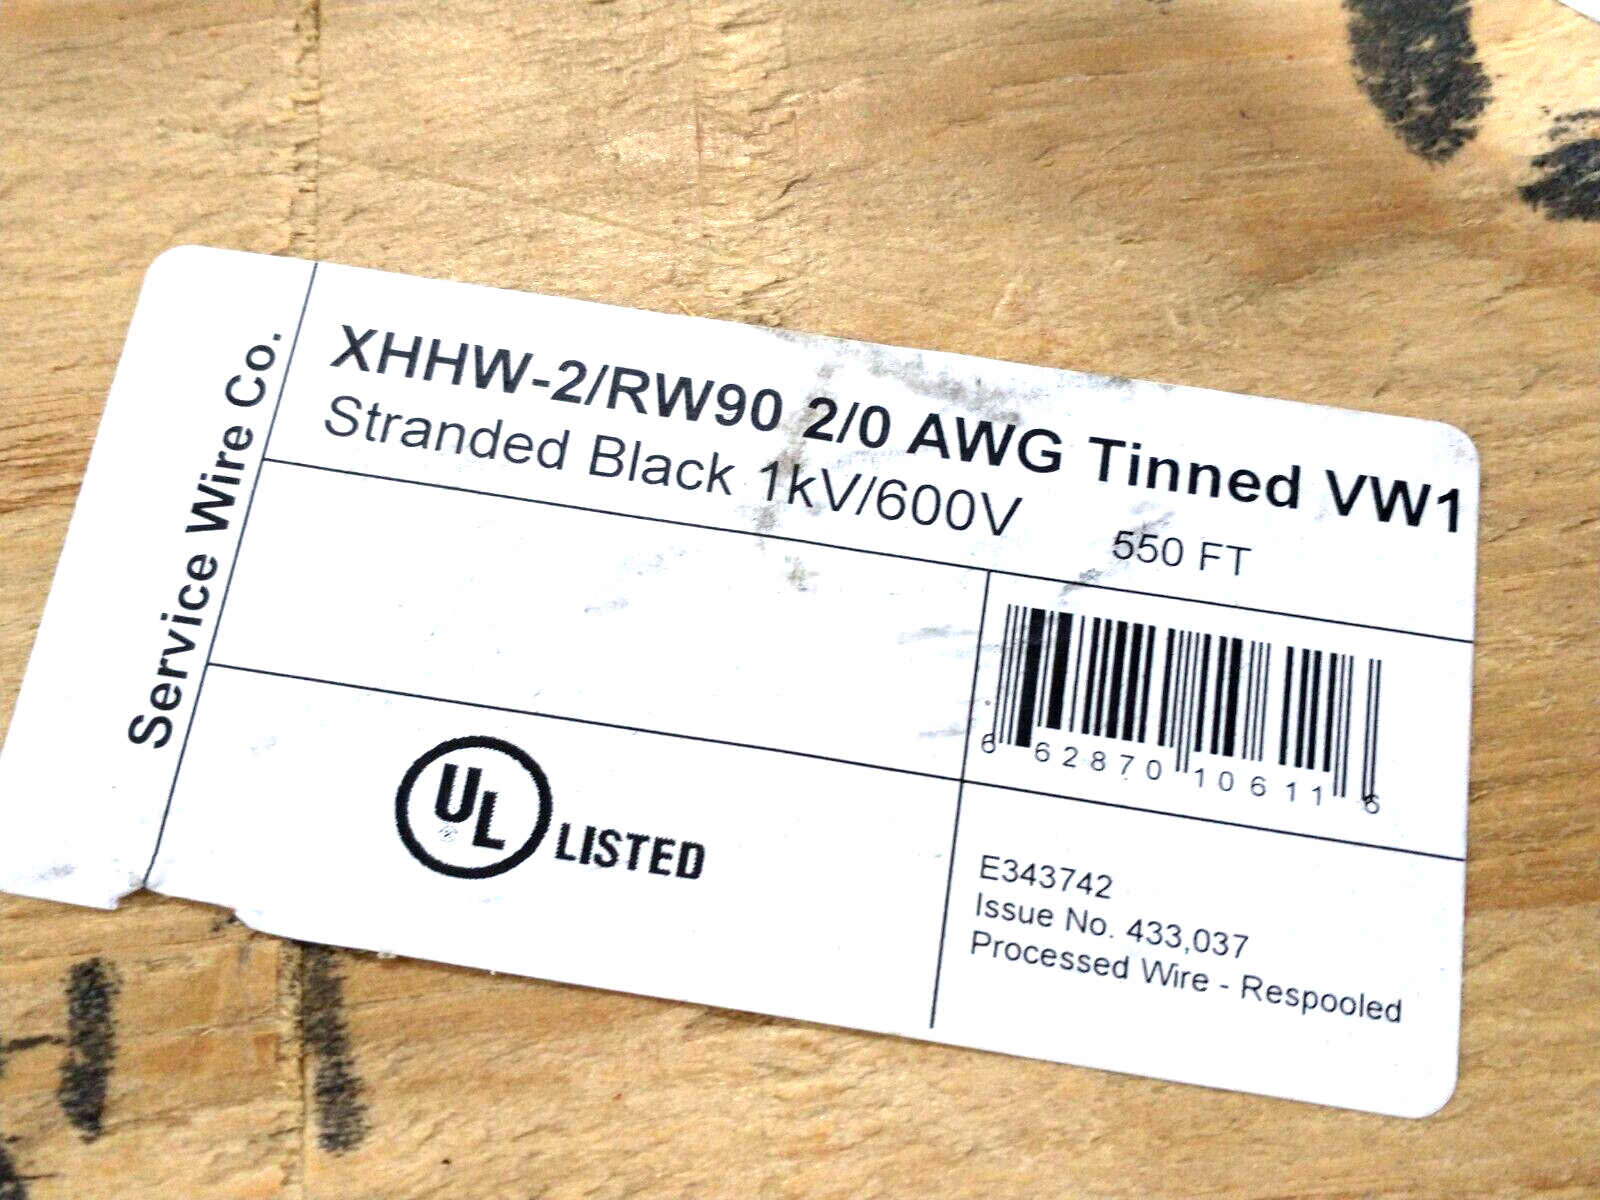 Service Wire Co.
XHHW-2/RW90 2/0 AWG Tinned VW1
Stranded Black 1kV/600V
550 FT
6 62870 10611 6
UL LISTED
E343742
Issue No. 433,037
Processed Wire - Respooled